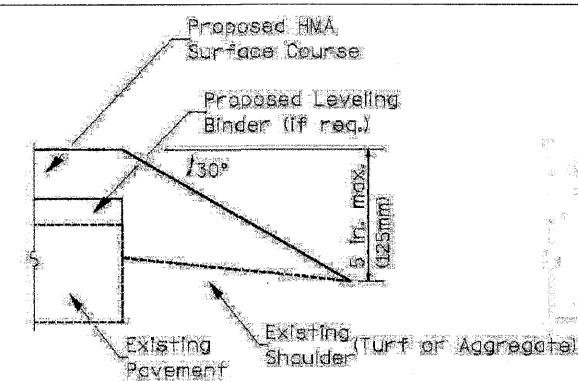 Proposed HMA
Surface Course
Proposed Leveling
Binder (if req.)
30°
5 in. max.
(125mm)
Existing
Pavement
Existing
Shoulder (Turf or Aggregate)